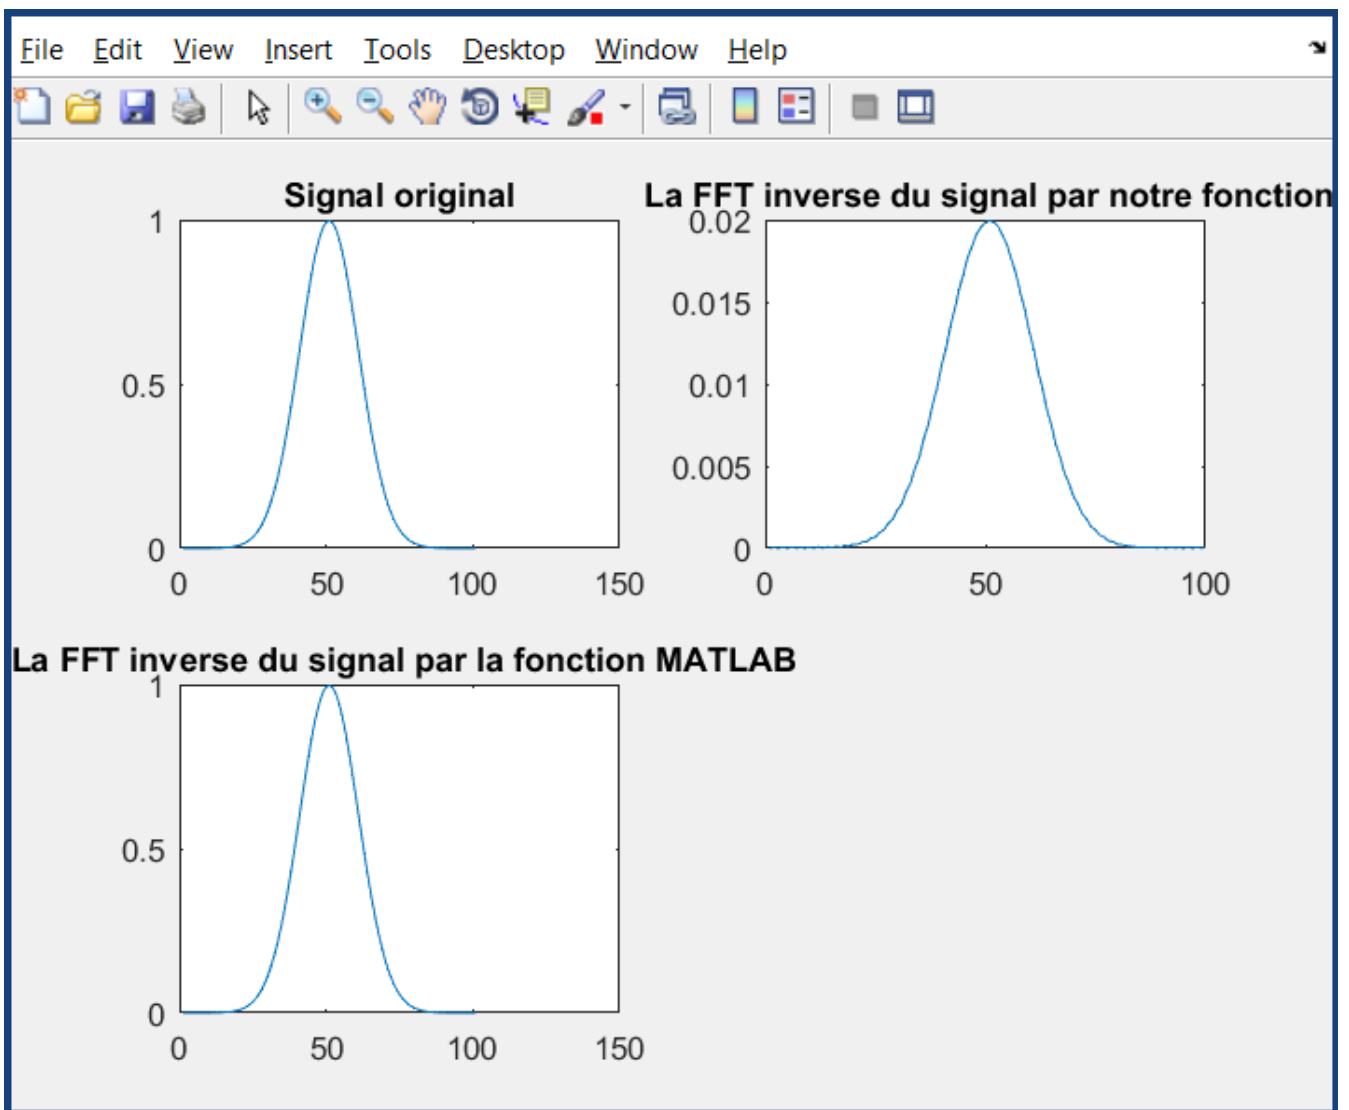 File Edit View Insert Tools Desktop Window Help
Signal original
1
0.5
0
0 50 100 150
La FFT inverse du signal par notre fonction
0.02
0.015
0.01
0.005
0
0 50 100
La FFT inverse du signal par la fonction MATLAB
1
0.5
0
0 50 100 150